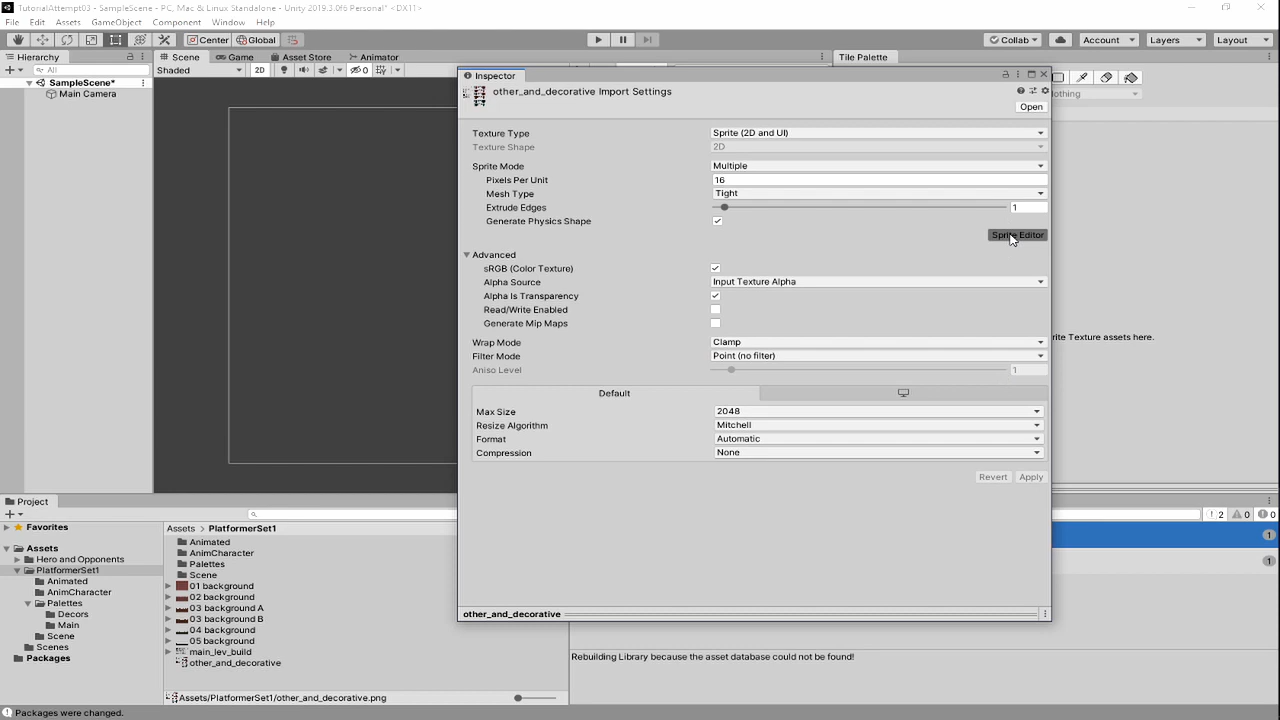 TutorialAttempt03 - SampleScene - PC, Mac & Linux Standalone - Unity 2019.3.0f6 Personal* <DX11>
File Edit Assets GameObject Component Window Help
Center Global Collab Account Layers Layout
Hierarchy Scene Game Asset Store Animator Tile Palette
All Shaded 2D 0
SampleScene*
Main Camera
Inspector
other_and_decorative Import Settings
Open
Texture Type Sprite (2D and UI)
Texture Shape 2D
Sprite Mode Multiple
Pixels Per Unit 16
Mesh Type Tight
Extrude Edges 1
Generate Physics Shape
Sprite Editor
Advanced
sRGB (Color Texture)
Alpha Source Input Texture Alpha
Alpha Is Transparency
Read/Write Enabled
Generate Mip Maps
Wrap Mode Clamp
Filter Mode Point (no filter)
Aniso Level 1
Default
Max Size 2048
Resize Algorithm Mitchell
Format Automatic
Compression None
Revert Apply
other_and_decorative
othing
rite Texture assets here.
Project
Favorites
Assets
Hero and Opponents
PlatformerSet1
Animated
AnimCharacter
Palettes
Decors
Main
Scene
Scenes
Packages
Assets > PlatformerSet1
Animated
AnimCharacter
Palettes
Scene
01 background
02 background
03 background A
03 background B
04 background
05 background
main_lev_build
other_and_decorative
Assets/PlatformerSet1/other_and_decorative.png
2 0 0
1
1
Rebuilding Library because the asset database could not be found!
Packages were changed.